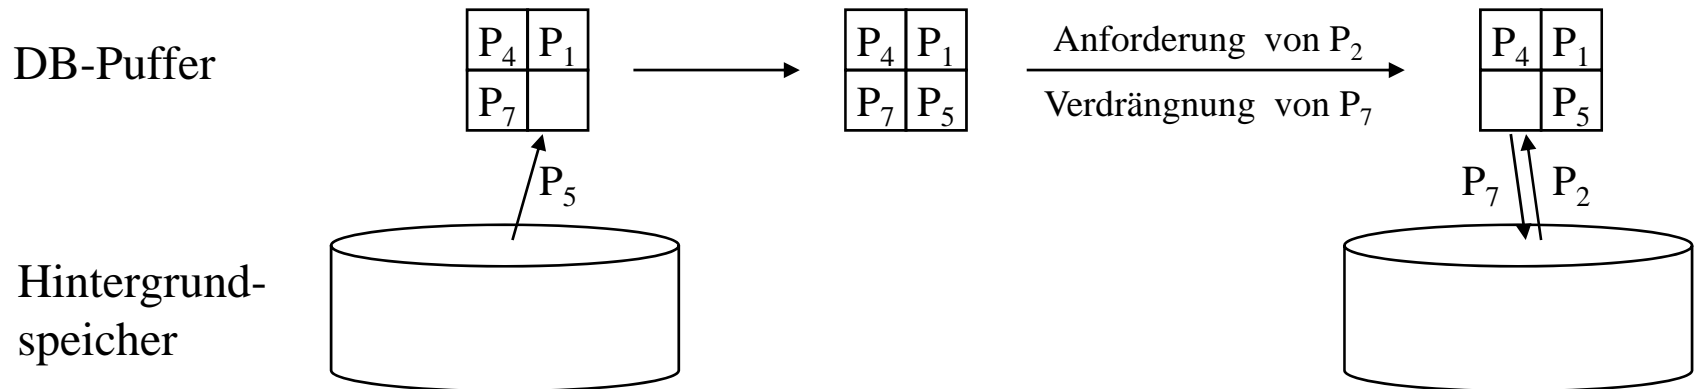 DB-Puffer
P₄ P₁
P₇
P₅
P₄ P₁
P₇ P₅
Anforderung von P₂
Verdrängnung von P₇
P₄ P₁
P₅
P₇ P₂
Hintergrund-
speicher